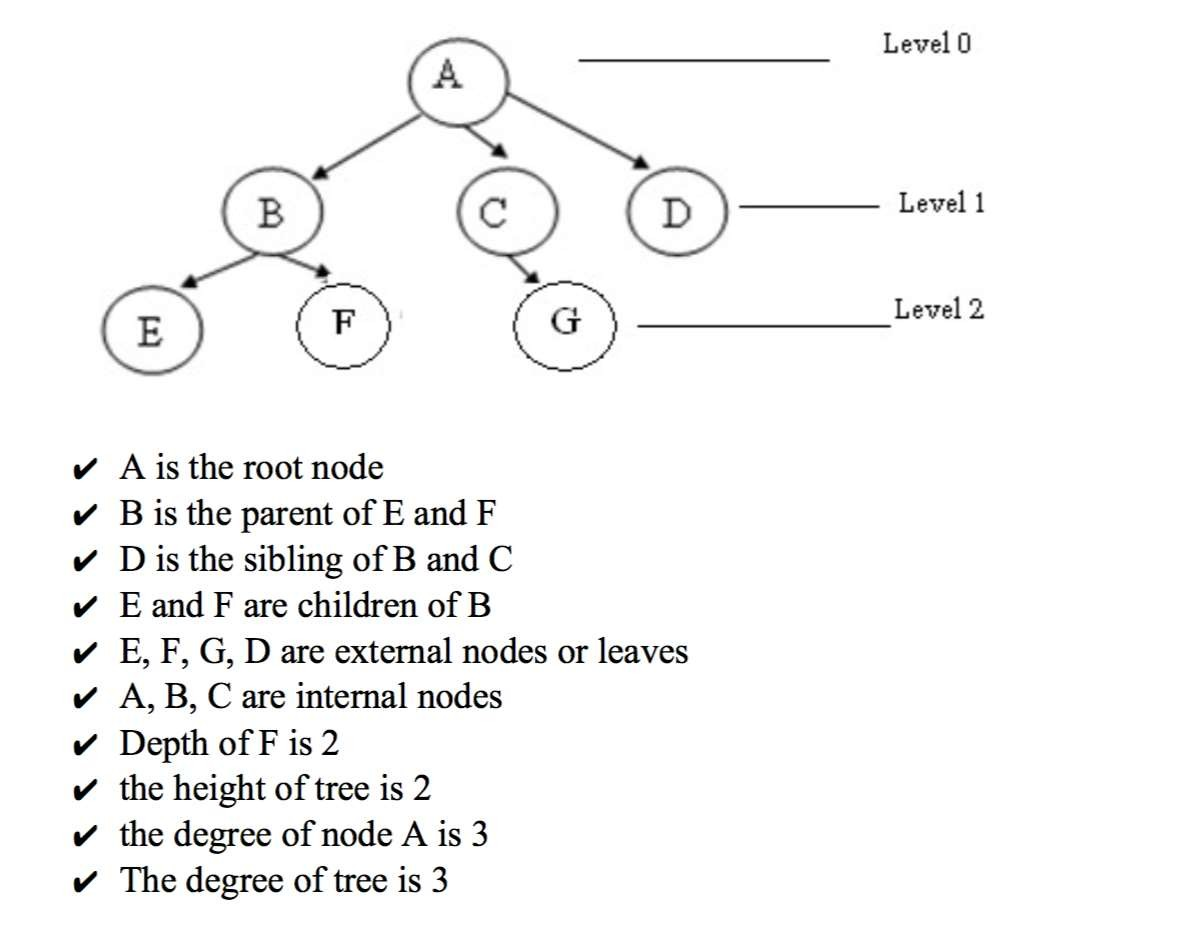 A
Level 0
B
C
D
Level 1
E
F
G
Level 2
✔ A is the root node
✔ B is the parent of E and F
✔ D is the sibling of B and C
✔ E and F are children of B
✔ E, F, G, D are external nodes or leaves
✔ A, B, C are internal nodes
✔ Depth of F is 2
✔ the height of tree is 2
✔ the degree of node A is 3
✔ The degree of tree is 3